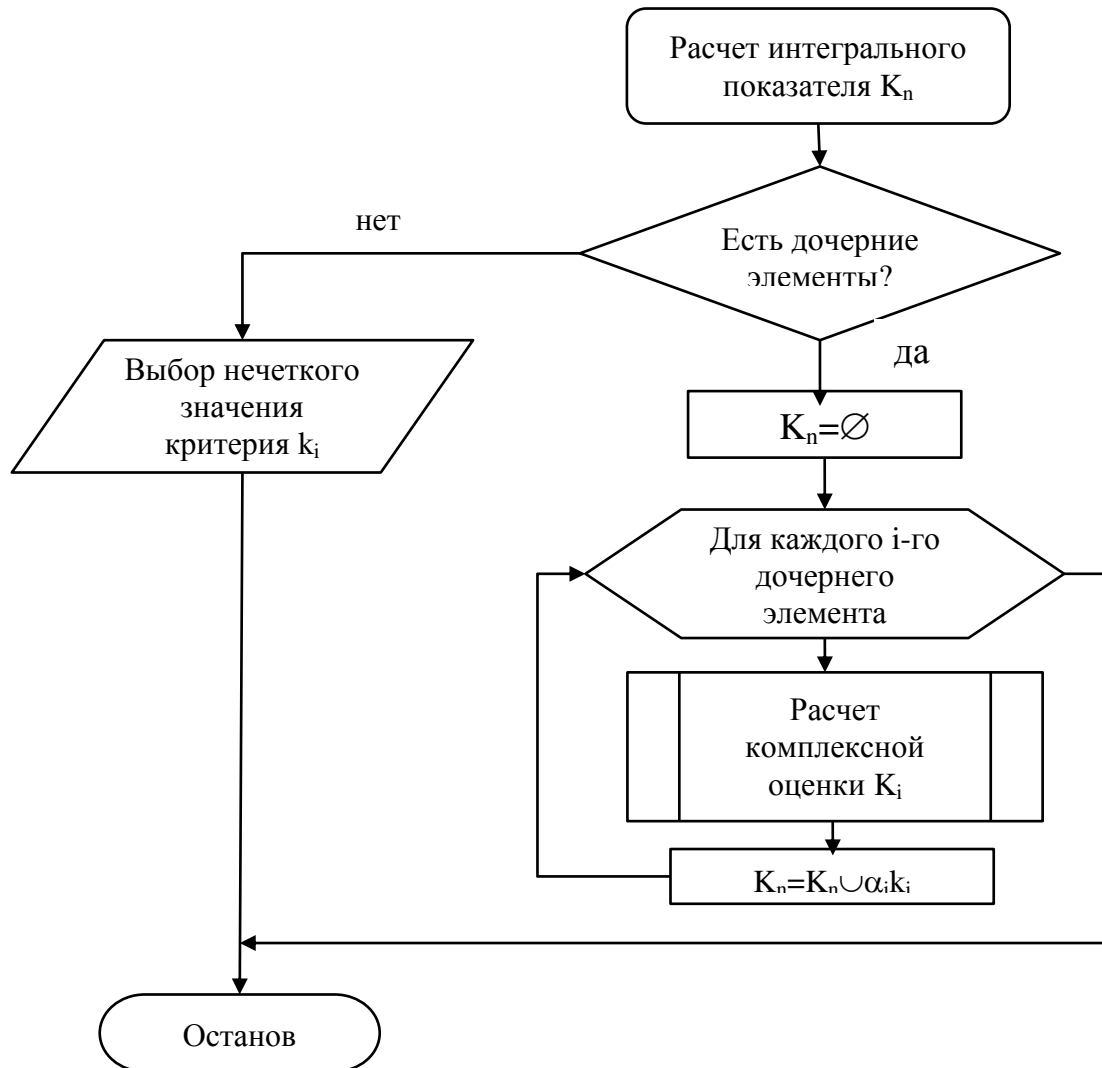 Расчет интегрального
показателя Kn
нет
Есть дочерние
элементы?
да
Выбор нечеткого
значения
критерия ki
Kn=∅
Для каждого i-го
дочернего
элемента
Расчет
комплексной
оценки Ki
Kn=Kn∪αiki
Останов